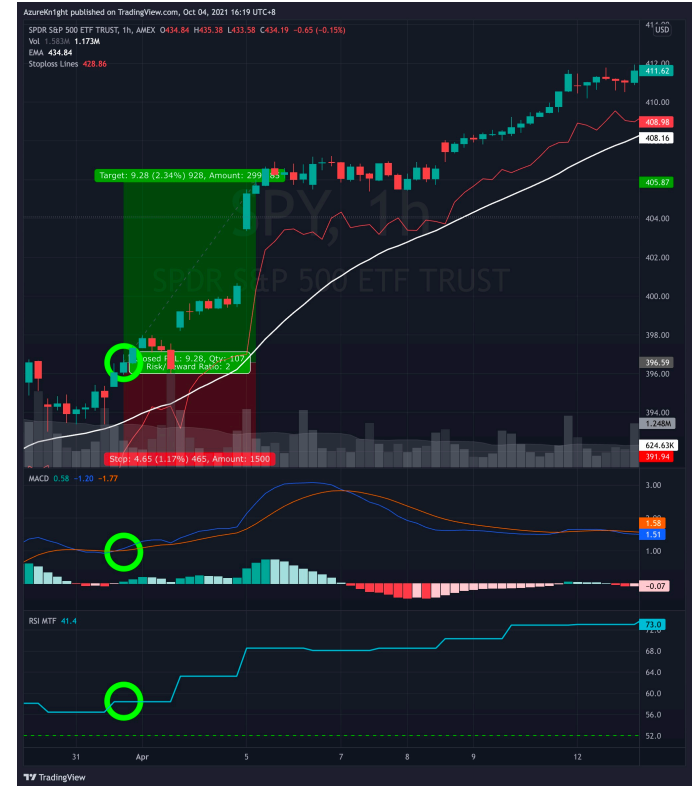 AzureKn1ght published on TradingView.com, Oct 04, 2021 16:19 UTC+8
SPDR S&P 500 ETF TRUST, 1h, AMEX O434.84 H435.38 L433.58 C434.19 −0.65 (−0.15%)
USD
Vol 1.583M 1.173M
EMA 434.84
Stoploss Lines 428.86
412.00
411.62
410.00
408.98
408.16
Target: 9.28 (2.34%) 928, Amount:
405.87
SPY, 1h
404.00
402.00
SPDR S&P 500 ETF TRUST
400.00
398.00
396.59
9.28, Qty: 107
Risk/Reward Ratio: 2
396.00
394.00
1.248M
624.63K
Stop: 4.65 (1.17%) 465, Amount: 1500
391.94
MACD 0.58 −1.20 −1.77
3.00
1.58
1.51
1.00
−0.07
RSI MTF 41.4
73.0
68.0
64.0
60.0
56.0
52.0
31 Apr 5 7 8 9 12
TradingView